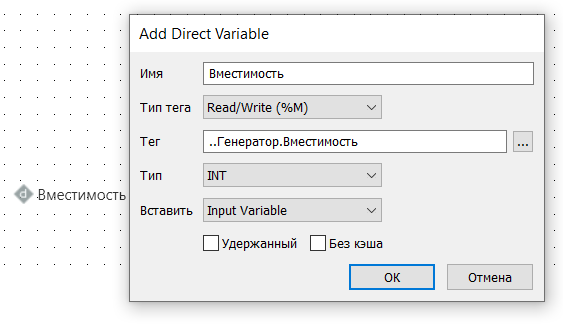 Add Direct Variable
Имя Вместимость
Тип тега Read/Write (%M)
Тег ..Генератор.Вместимость ...
Тип INT
d Вместимость
Вставить Input Variable
Удержанный Без кэша
ОК Отмена